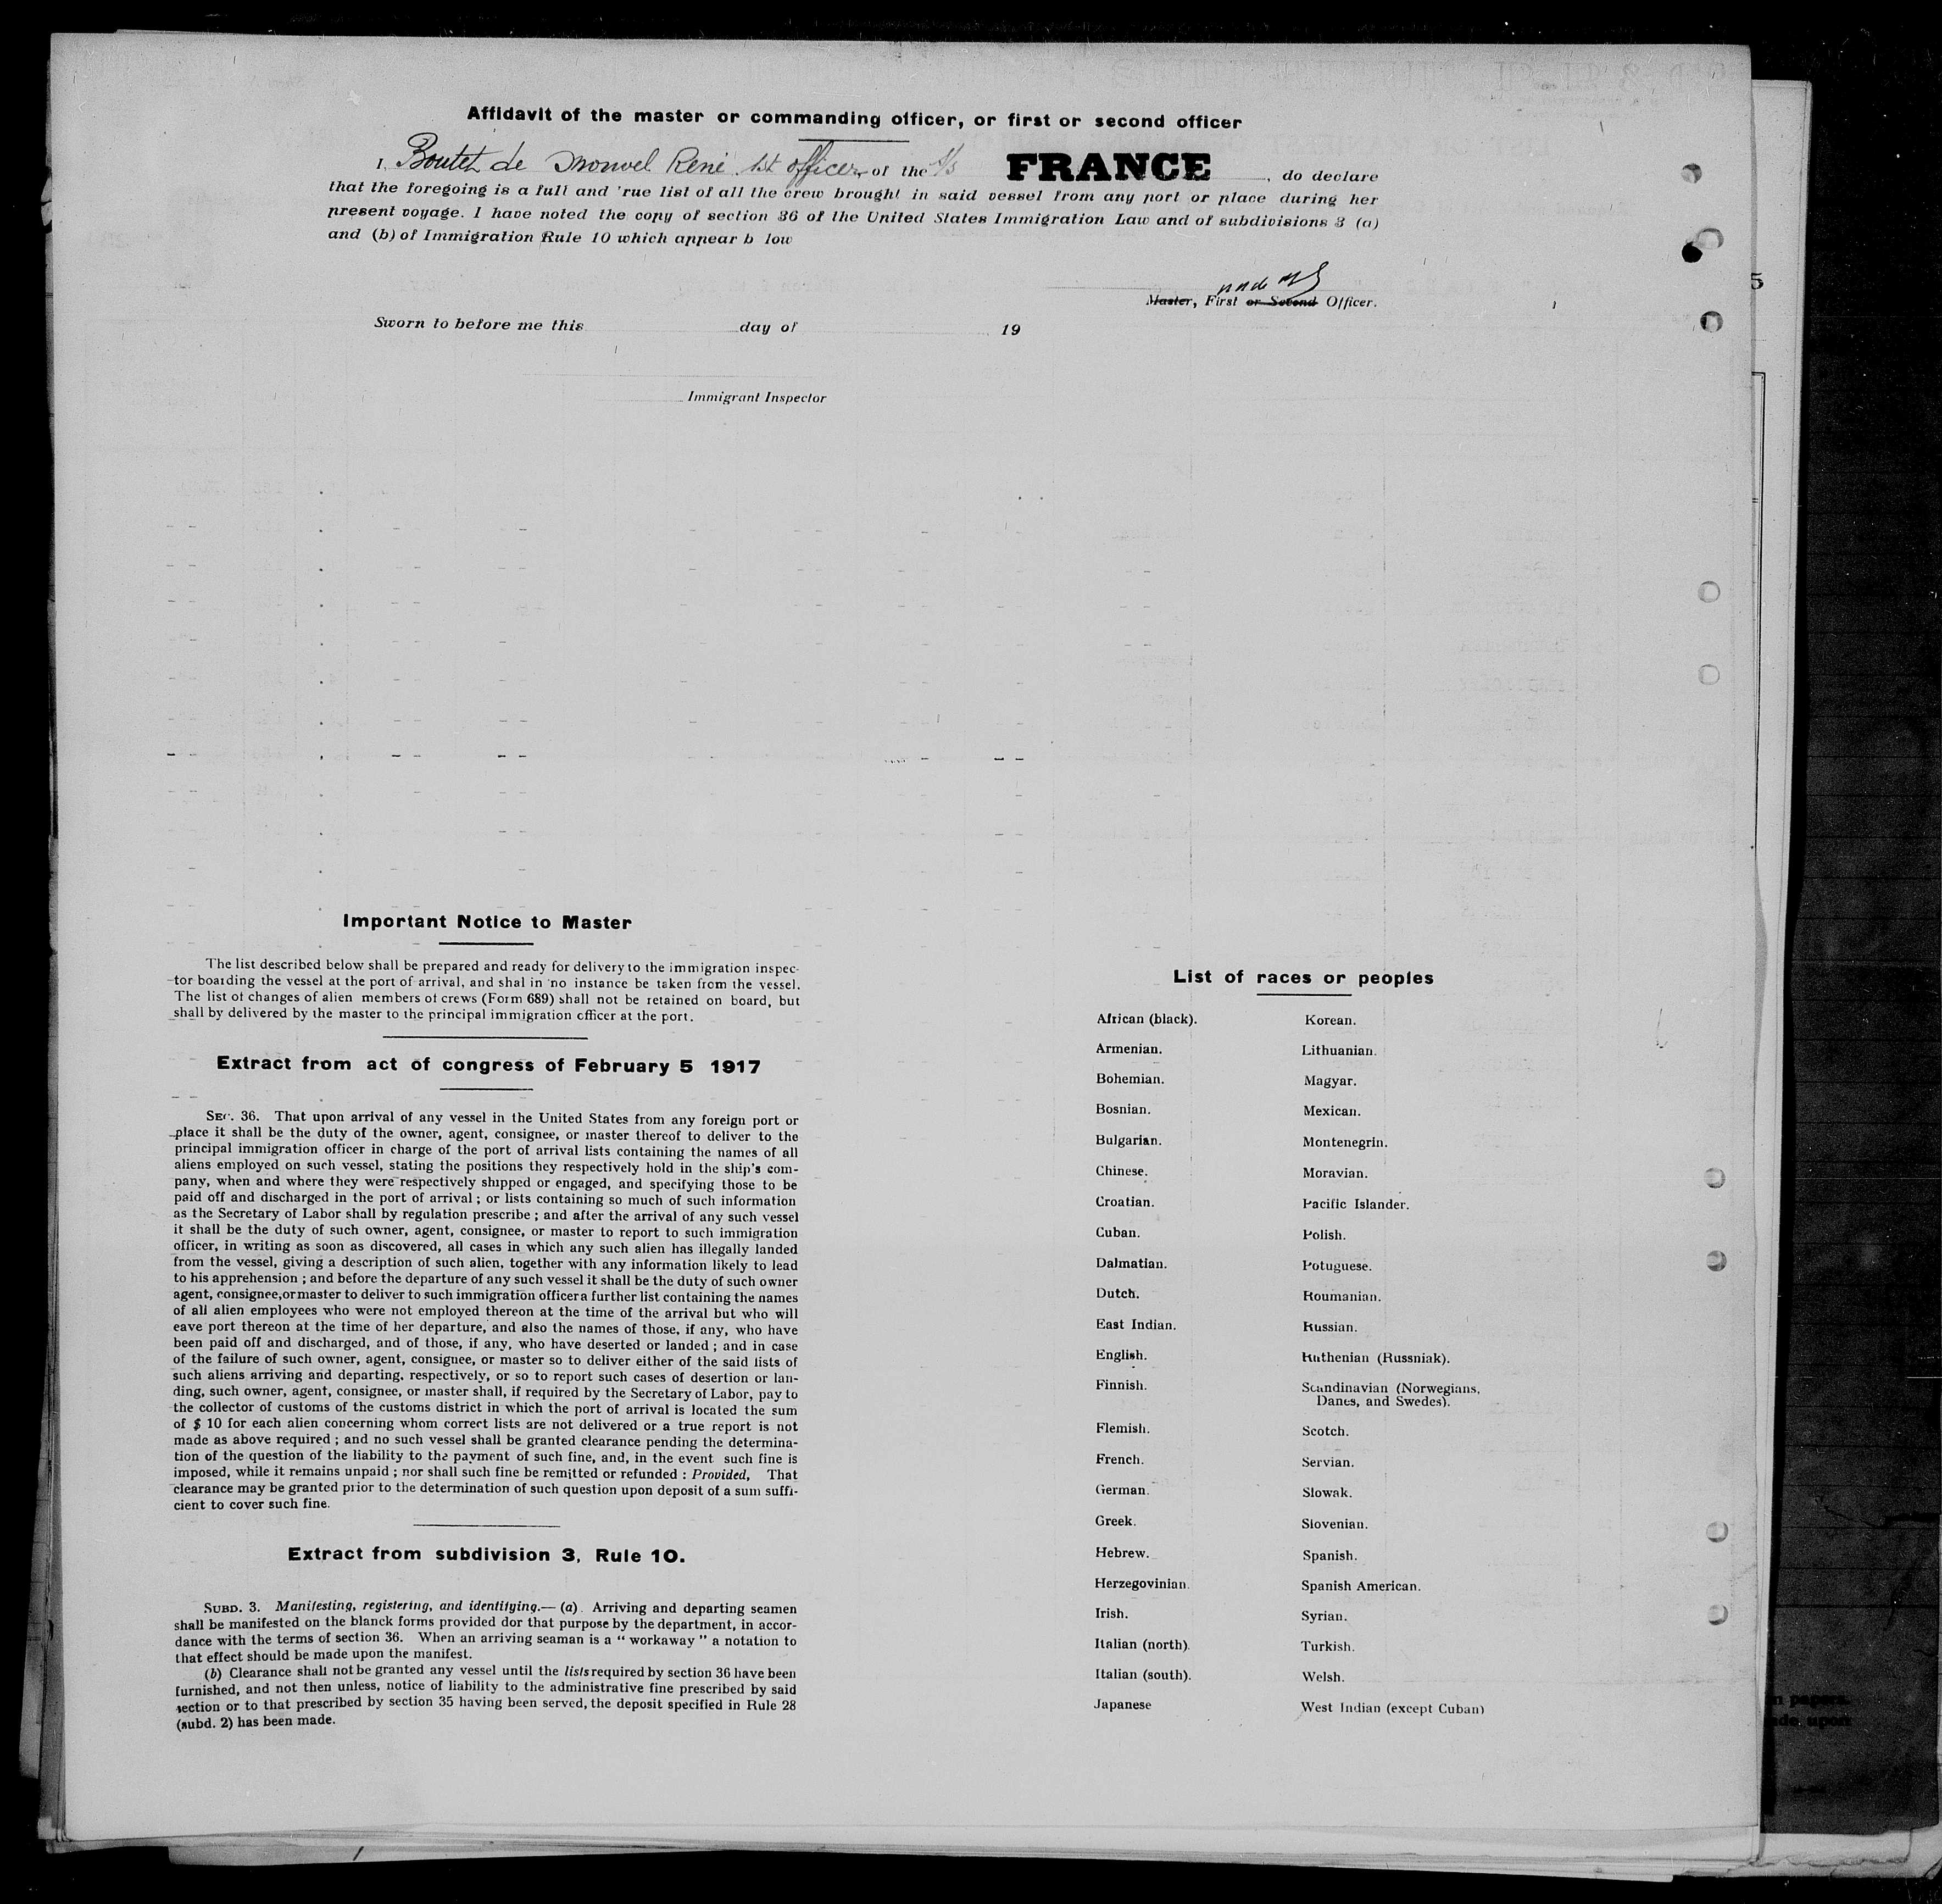 Affidavit of the master or commanding officer, or first or second officer
I, Boutet de Monvel René 1st officer of the s/s FRANCE, do declare
that the foregoing is a full and 'rue list of all the crew brought in said vessel from any port or place during her
present voyage. I have noted the copy of section 36 of the United States Immigration Law and of subdivisions 3 (a)
and (b) of Immigration Rule 10 which appear b low
Master, First or Second Officer.
Sworn to before me this day of 19
Immigrant Inspector
Important Notice to Master
The list described below shall be prepared and ready for delivery to the immigration inspec-
tor boarding the vessel at the port of arrival, and shal in no instance be taken from the vessel.
The list of changes of alien members of crews (Form 689) shall not be retained on board, but
shall by delivered by the master to the principal immigration officer at the port.
Extract from act of congress of February 5 1917
SEC. 36. That upon arrival of any vessel in the United States from any foreign port or
place it shall be the duty of the owner, agent, consignee, or master thereof to deliver to the
principal immigration officer in charge of the port of arrival lists containing the names of all
aliens employed on such vessel, stating the positions they respectively hold in the ship's com-
pany, when and where they were respectively shipped or engaged, and specifying those to be
paid off and discharged in the port of arrival ; or lists containing so much of such information
as the Secretary of Labor shall by regulation prescribe ; and after the arrival of any such vessel
it shall be the duty of such owner, agent, consignee, or master to report to such immigration
officer, in writing as soon as discovered, all cases in which any such alien has illegally landed
from the vessel, giving a description of such alien, together with any information likely to lead
to his apprehension ; and before the departure of any such vessel it shall be the duty of such owner
agent, consignee,ormaster to deliver to such immigration officera further list containing the names
of all alien employees who were not employed thereon at the time of the arrival but who will
eave port thereon at the time of her departure, and also the names of those, if any, who have
been paid off and discharged, and of those, if any, who have deserted or landed ; and in case
of the failure of such owner, agent, consignee, or master so to deliver either of the said lists of
such aliens arriving and departing, respectively, or so to report such cases of desertion or lan-
ding, such owner, agent, consignee, or master shall, if required by the Secretary of Labor, pay to
the collector of customs of the customs district in which the port of arrival is located the sum
of $ 10 for each alien concerning whom correct lists are not delivered or a true report is not
made as above required ; and no such vessel shall be granted clearance pending the determina-
tion of the question of the liability to the payment of such fine, and, in the event such fine is
imposed, while it remains unpaid ; nor shall such fine be remitted or refunded : Provided, That
clearance may be granted prior to the determination of such question upon deposit of a sum suffi-
cient to cover such fine.
Extract from subdivision 3, Rule 10.
SUBD. 3. Manifesting, registering, and identifying.— (a). Arriving and departing seamen
shall be manifested on the blanck forms provided dor that purpose by the department, in accor-
dance with the terms of section 36. When an arriving seaman is a “ workaway ” a notation to
that effect should be made upon the manifest.
(b) Clearance shall not be granted any vessel until the lists required by section 36 have been
furnished, and not then unless, notice of liability to the administrative fine prescribed by said
section or to that prescribed by section 35 having been served, the deposit specified in Rule 28
(subd. 2) has been made.
List of races or peoples
African (black). Korean.
Armenian. Lithuanian.
Bohemian. Magyar.
Bosnian. Mexican.
Bulgarian. Montenegrin.
Chinese. Moravian.
Croatian. Pacific Islander.
Cuban. Polish.
Dalmatian. Potuguese.
Dutch. Roumanian.
East Indian. Russian.
English. Ruthenian (Russniak).
Finnish. Scandinavian (Norwegians,
Danes, and Swedes).
Flemish. Scotch.
French. Servian.
German. Slowak.
Greek. Slovenian.
Hebrew. Spanish.
Herzegovinian. Spanish American.
Irish. Syrian.
Italian (north). Turkish.
Italian (south). Welsh.
Japanese West Indian (except Cuban)
n papers.
ade upon
5